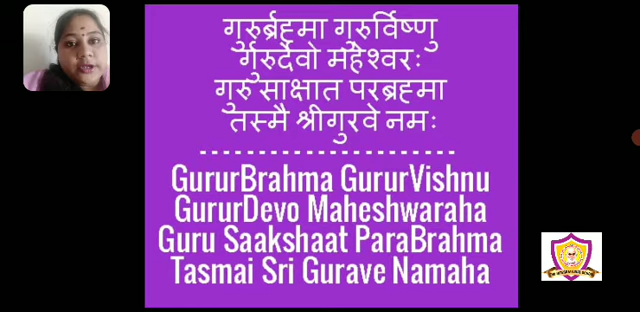 गुरुर्ब्रह्मा गुरुर्विष्णु
र्गुरुर्देवो महेश्वरः
गुरु साक्षात परब्रह्मा
तस्मै श्रीगुरवे नमः
GururBrahma GururVishnu
GururDevo Maheshwaraha
Guru Saakshaat ParaBrahma
Tasmai Sri Gurave Namaha